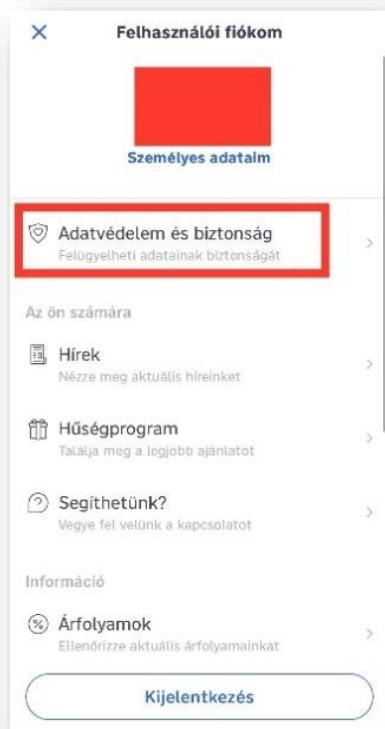 Felhasználói fiókom
Személyes adataim
Adatvédelem és biztonság
Felügyelheti adatainak biztonságát
Az ön számára
Hírek
Nézze meg aktuális híreinket
Hűségprogram
Találja meg a legjobb ajánlatot
Segíthetünk?
Vegye fel velünk a kapcsolatot
Információ
Árfolyamok
Ellenőrizze aktuális árfolyamainkat
Kijelentkezés